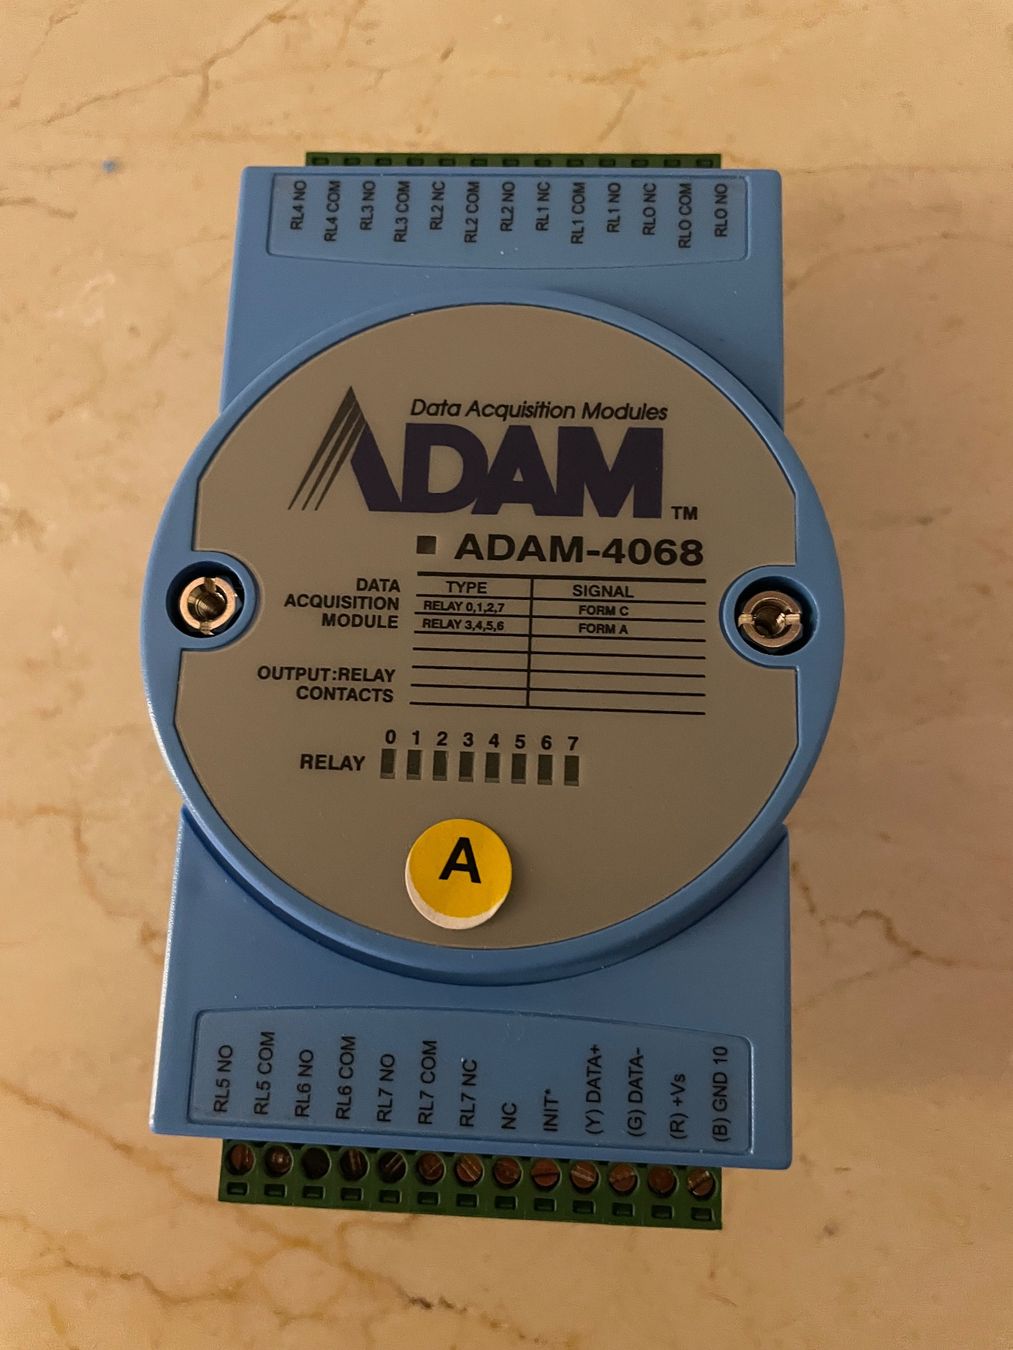 RL4 NO
RL4 COM
RL3 NO
RL3 COM
RL2 NC
RL2 COM
RL2 NO
RL1 NC
RL1 COM
RL1 NO
RL0 NC
RL0 COM
RL0 NO
Data Acquisition Modules
ADAM TM
ADAM-4068
DATA ACQUISITION MODULE
TYPE SIGNAL
RELAY 0,1,2,7 FORM C
RELAY 3,4,5,6 FORM A
OUTPUT:RELAY
CONTACTS
0 1 2 3 4 5 6 7
RELAY
A
RL5 NO
RL5 COM
RL6 NO
RL6 COM
RL7 NO
RL7 COM
RL7 NC
NC
INIT*
(Y) DATA+
(G) DATA-
(R) +Vs
(B) GND 10